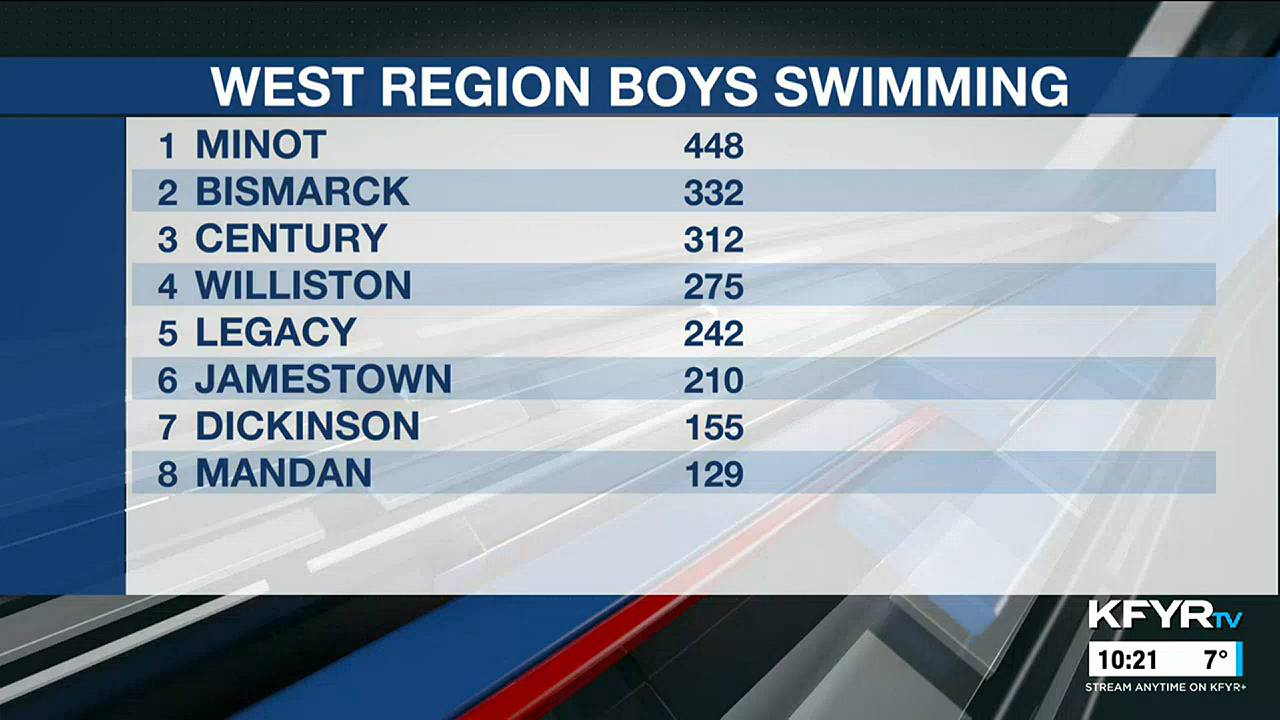 WEST REGION BOYS SWIMMING
1 MINOT 448
2 BISMARCK 332
3 CENTURY 312
4 WILLISTON 275
5 LEGACY 242
6 JAMESTOWN 210
7 DICKINSON 155
8 MANDAN 129
KFYRTV
10:21 7°
STREAM ANYTIME ON KFYR+